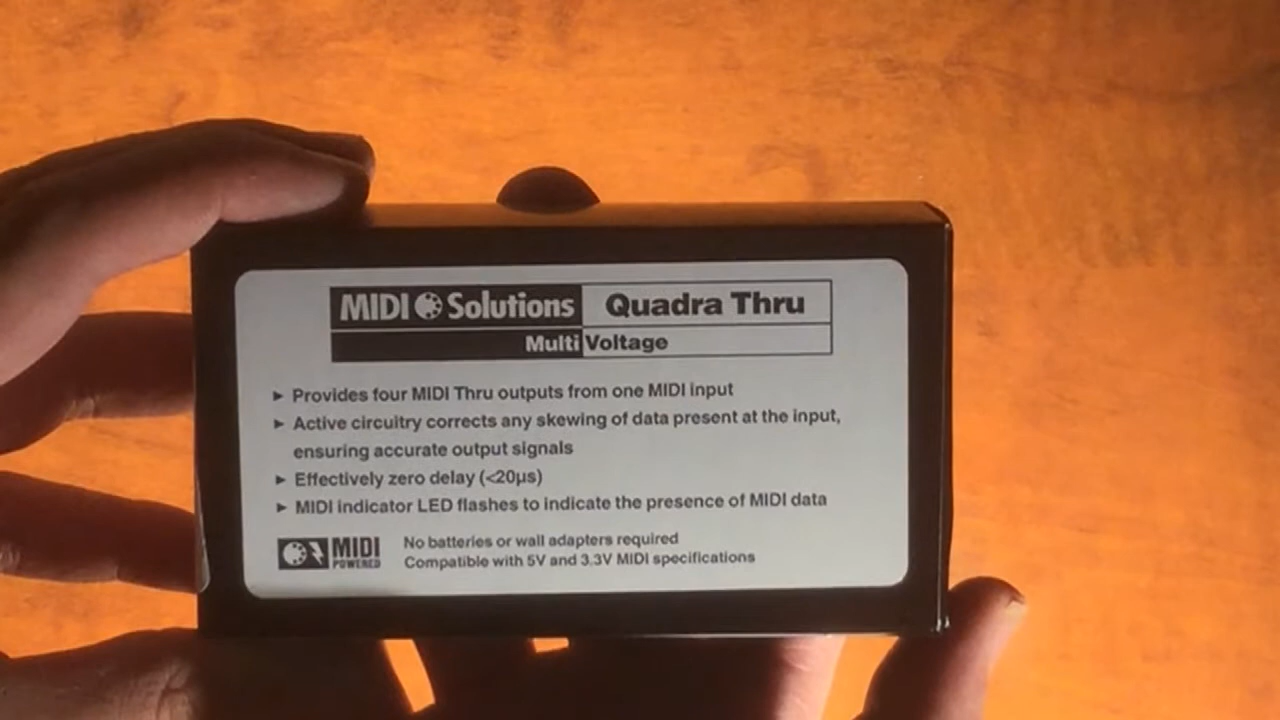 MIDI Solutions Quadra Thru
Multi Voltage
► Provides four MIDI Thru outputs from one MIDI input
► Active circuitry corrects any skewing of data present at the input,
ensuring accurate output signals
► Effectively zero delay (<20µs)
► MIDI indicator LED flashes to indicate the presence of MIDI data
MIDI POWERED
No batteries or wall adapters required
Compatible with 5V and 3.3V MIDI specifications